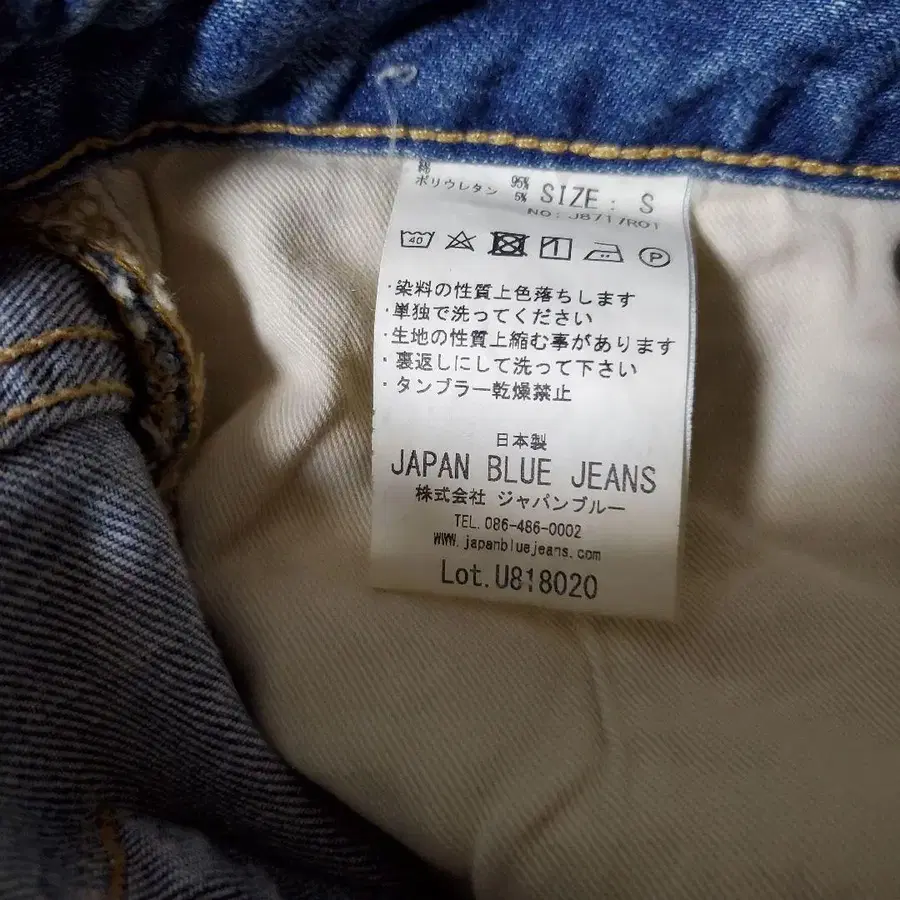 綿 95% SIZE: S
ポリウレタン 5%
NO: J8717R01
40 P
・染料の性質上色落ちします
・単独で洗ってください
・生地の性質上縮む事があります
・裏返しにして洗って下さい
・タンブラー乾燥禁止
日本製
JAPAN BLUE JEANS
株式会社 ジャパンブルー
TEL. 086-486-0002
www.japanbluejeans.com
Lot.U818020